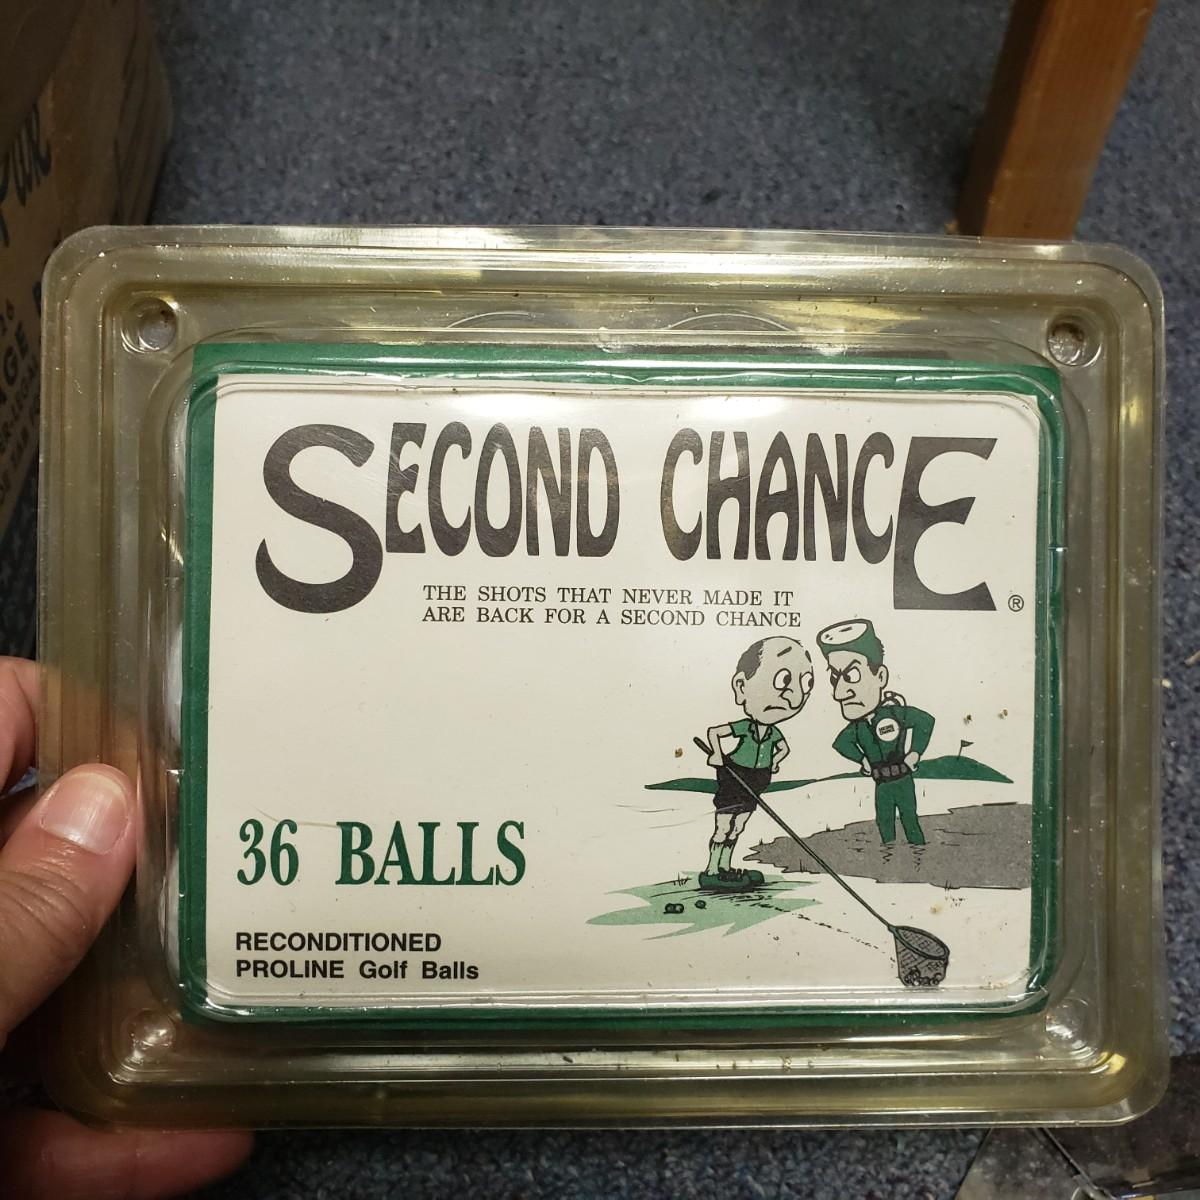 SECOND CHANCE ®
THE SHOTS THAT NEVER MADE IT
ARE BACK FOR A SECOND CHANCE
36 BALLS
RECONDITIONED
PROLINE Golf Balls